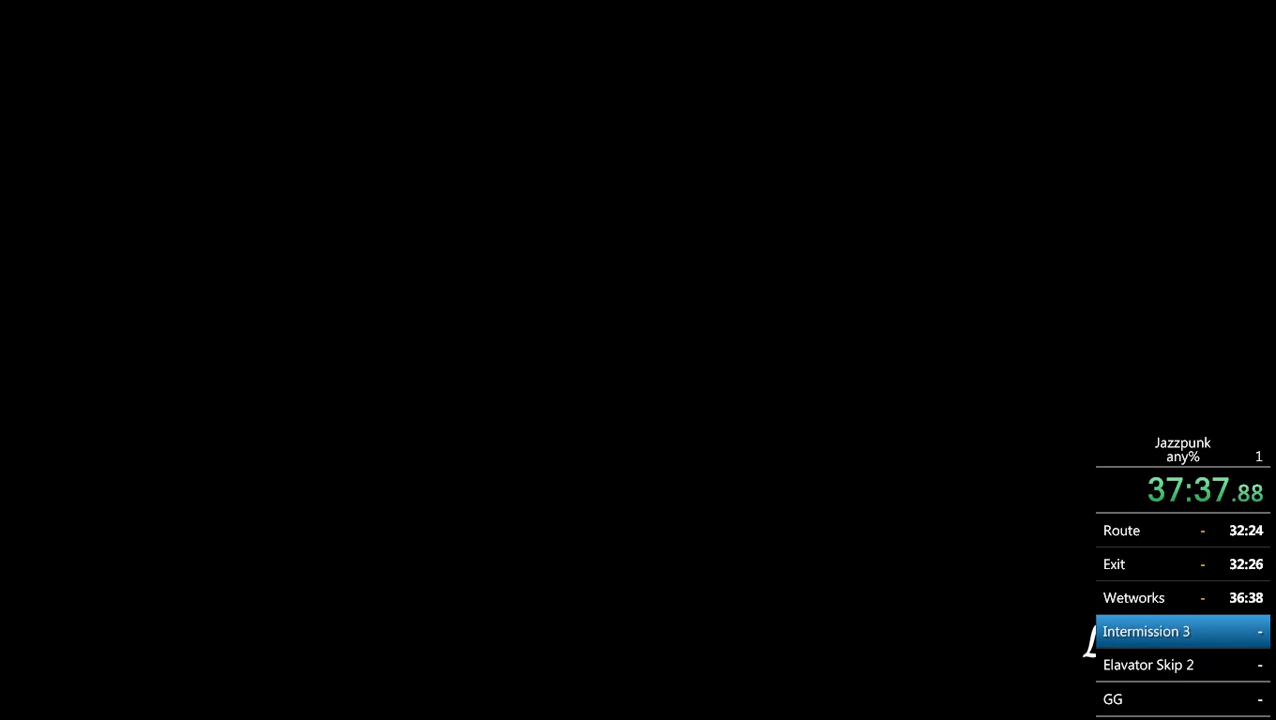 Jazzpunk
any% 1
37:37.88
Route - 32:24
Exit - 32:26
Wetworks - 36:38
Intermission 3 -
Elavator Skip 2 -
GG -